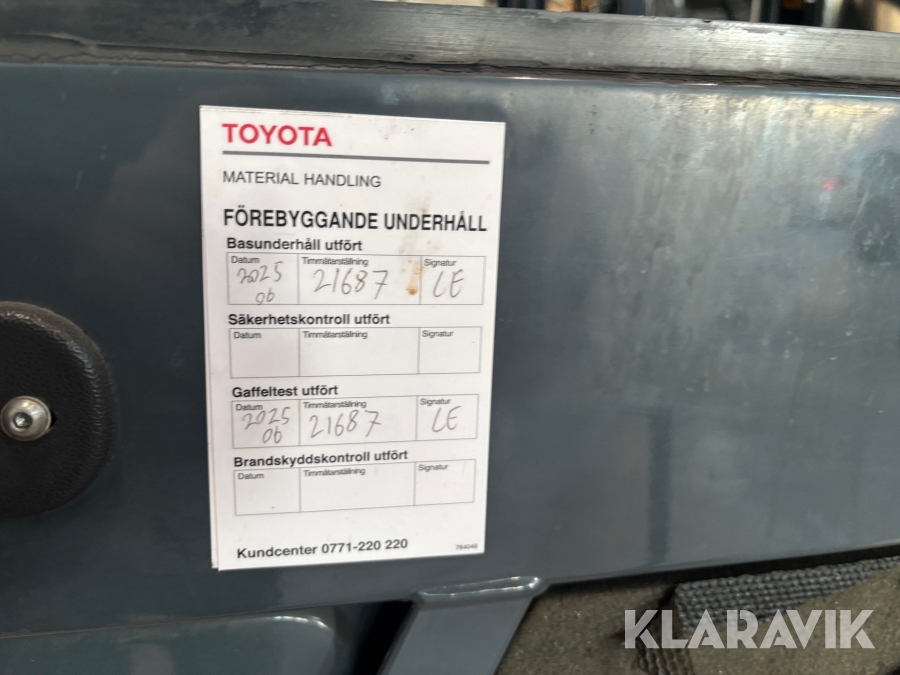 TOYOTA
MATERIAL HANDLING
FÖREBYGGANDE UNDERHÅLL
Basunderhåll utfört
Datum Timmätarställning Signatur
2025 06 21687 LE
Säkerhetskontroll utfört
Datum Timmätarställning Signatur
Gaffeltest utfört
Datum Timmätarställning Signatur
2025 06 21687 LE
Brandskyddskontroll utfört
Datum Timmätarställning Signatur
Kundcenter 0771-220 220
KLARAVIK